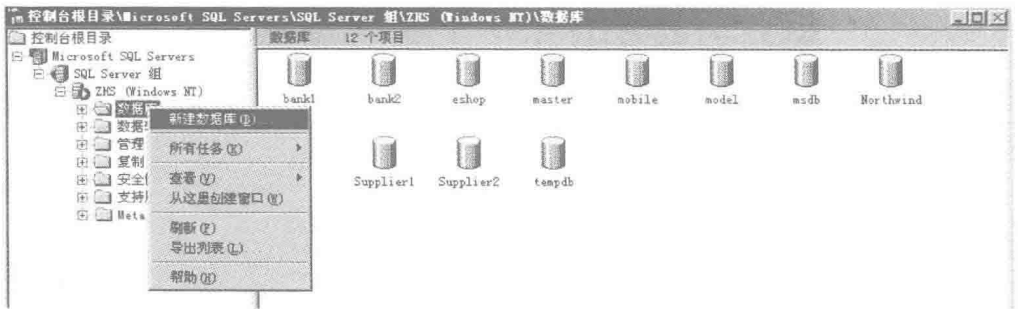 控制台根目录\Microsoft SQL Servers\SQL Server 组\ZHS (Windows NT)\数据库
控制台根目录
Microsoft SQL Servers
SQL Server 组
ZHS (Windows NT)
数据库
数据
管理
复制
安全
支持
Meta
新建数据库(B)...
所有任务(K)
查看(V)
从这里创建窗口(W)
刷新(F)
导出列表(L)...
帮助(H)
数据库 12 个项目
bank1 bank2 eshop master mobile model msdb Northwind
Supplier1 Supplier2 tempdb